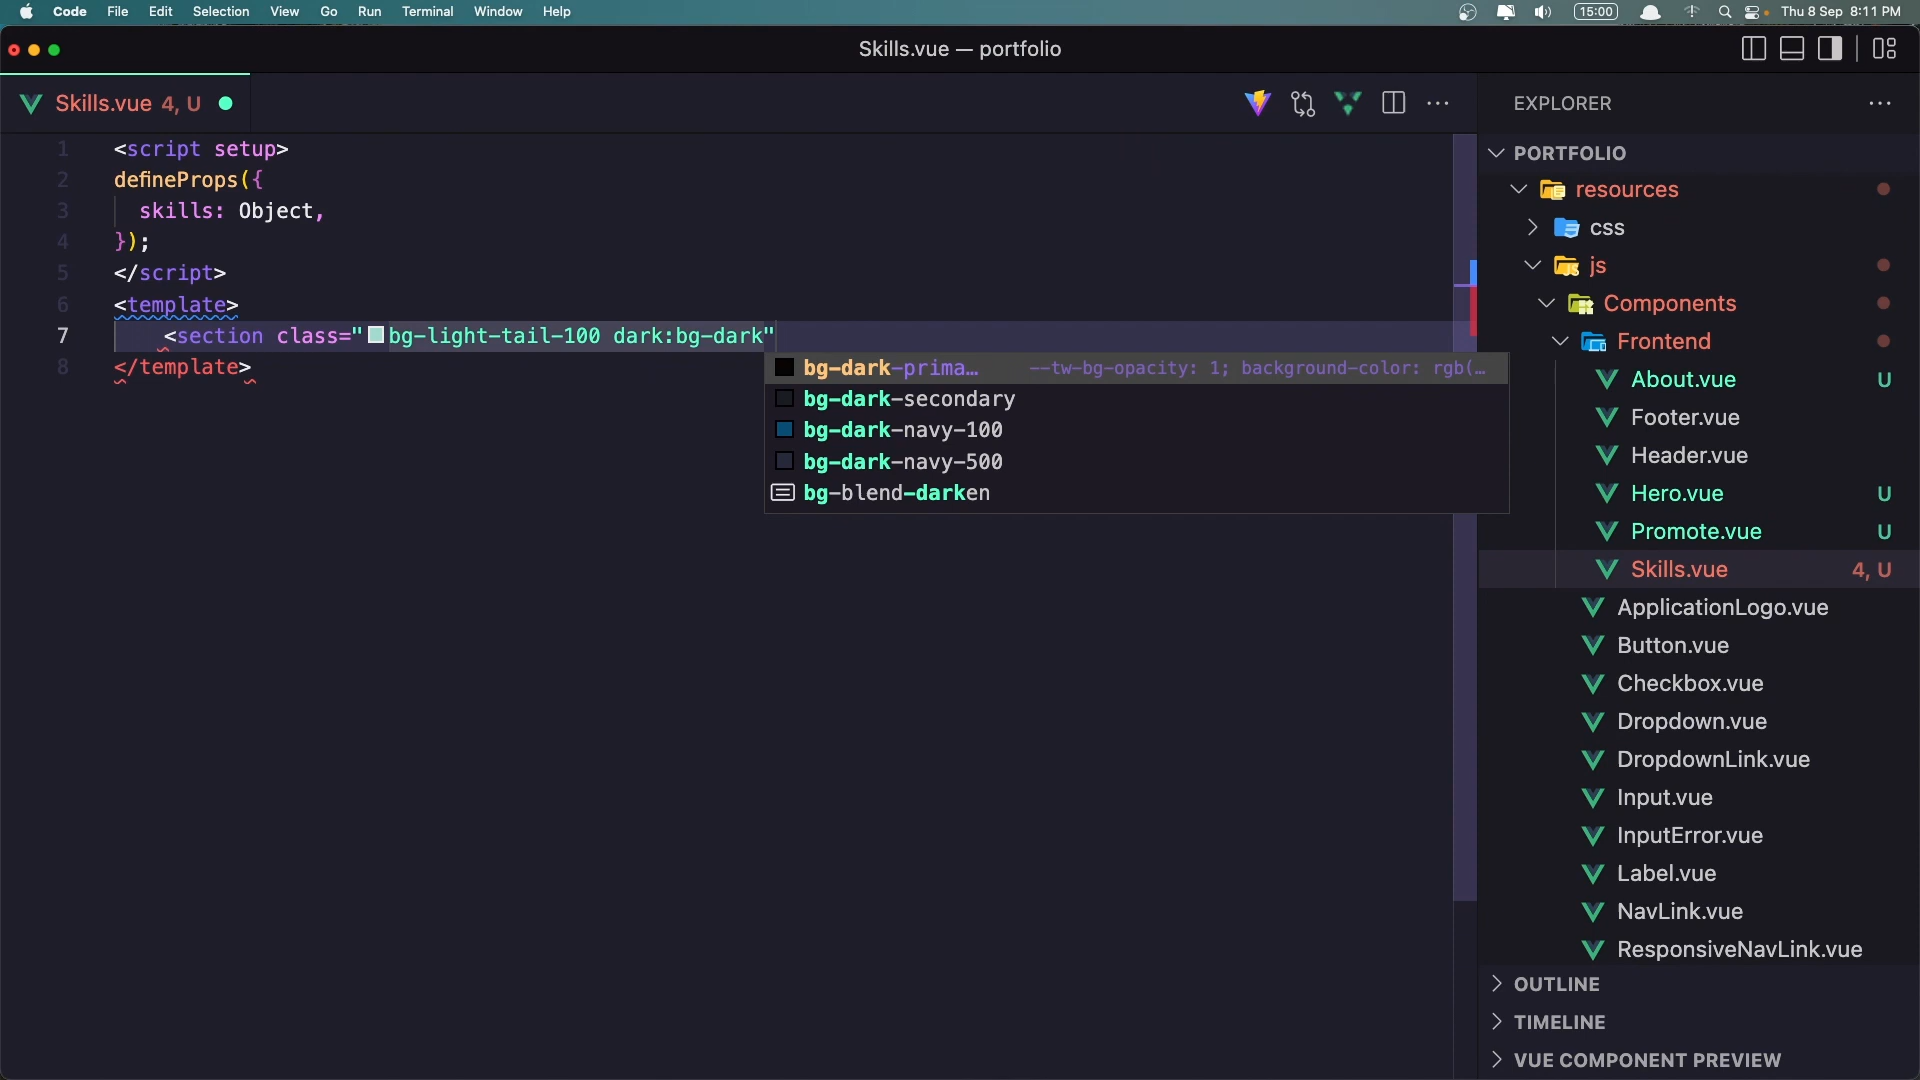 Code File Edit Selection View Go Run Terminal Window Help 15:00 Thu 8 Sep 8:11 PM
Skills.vue — portfolio
Skills.vue 4, U
1 <script setup>
2 defineProps({
3 skills: Object,
4 });
5 </script>
6 <template>
7 <section class="bg-light-tail-100 dark:bg-dark"
8 </template>
bg-dark-prima… --tw-bg-opacity: 1; background-color: rgb(…
bg-dark-secondary
bg-dark-navy-100
bg-dark-navy-500
bg-blend-darken
EXPLORER
PORTFOLIO
resources
css
js
Components
Frontend
About.vue U
Footer.vue
Header.vue
Hero.vue U
Promote.vue U
Skills.vue 4, U
ApplicationLogo.vue
Button.vue
Checkbox.vue
Dropdown.vue
DropdownLink.vue
Input.vue
InputError.vue
Label.vue
NavLink.vue
ResponsiveNavLink.vue
OUTLINE
TIMELINE
VUE COMPONENT PREVIEW